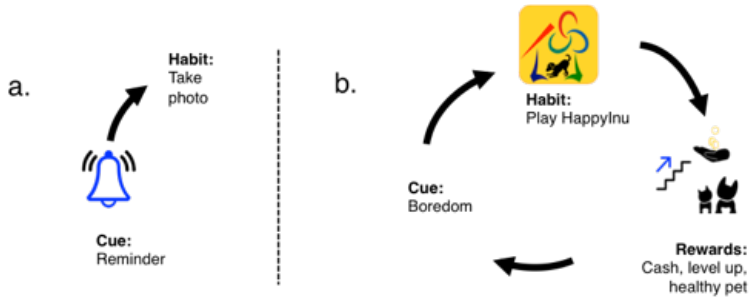 a.
Habit:
Take
photo
Cue:
Reminder
b.
Habit:
Play HappyInu
Cue:
Boredom
Rewards:
Cash, level up,
healthy pet